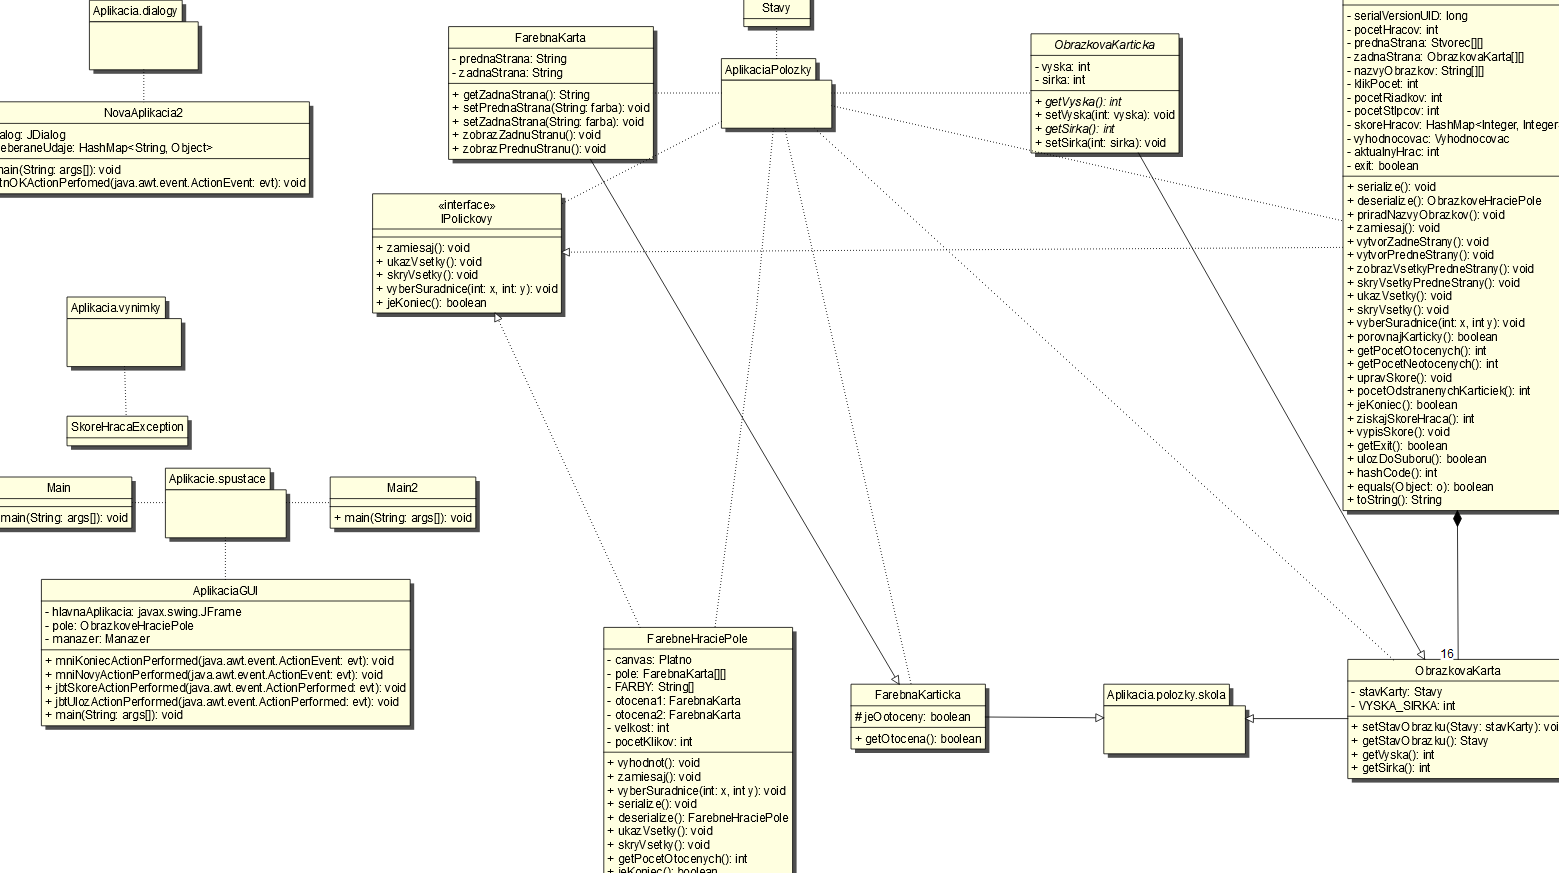 Aplikacia.dialogy
NovaAplikacia2
alog: JDialog
eberaneUdaje: HashMap<String, Object>
main(String: args[]): void
tnOKActionPerfomed(java.awt.event.ActionEvent: evt): void
FarebnaKarta
- prednaStrana: String
- zadnaStrana: String
+ getZadnaStrana(): String
+ setPrednaStrana(String: farba): void
+ setZadnaStrana(String: farba): void
+ zobrazZadnuStranu(): void
+ zobrazPrednuStranu(): void
Stavy
AplikaciaPolozky
ObrazkovaKarticka
- vyska: int
- sirka: int
+ getVyska(): int
+ setVyska(int: vyska): void
+ getSirka(): int
+ setSirka(int: sirka): void
- serialVersionUID: long
- pocetHracov: int
- prednaStrana: Stvorec[][]
- zadnaStrana: ObrazkovaKarta[][]
- nazvyObrazkov: String[][]
- klikPocet: int
- pocetRiadkov: int
- pocetStlpcov: int
- skoreHracov: HashMap<Integer, Integer
- vyhodnocovac: Vyhodnocovac
- aktualnyHrac: int
- exit: boolean
+ serialize(): void
+ deserialize(): ObrazkoveHraciePole
+ priradNazvyObrazkov(): void
+ zamiesaj(): void
+ vytvorZadneStrany(): void
+ vytvorPredneStrany(): void
+ zobrazVsetkyPredneStrany(): void
+ skryVsetkyPredneStrany(): void
+ ukazVsetky(): void
+ skryVsetky(): void
+ vyberSuradnice(int: x, int y): void
+ porovnajKarticky(): boolean
+ getPocetOtocenych(): int
+ getPocetNeotocenych(): int
+ upravSkore(): void
+ pocetOdstranenychKarticiek(): int
+ jeKoniec(): boolean
+ ziskajSkoreHraca(): int
+ vypisSkore(): void
+ getExit(): boolean
+ ulozDoSuboru(): boolean
+ hashCode(): int
+ equals(Object: o): boolean
+ toString(): String
«interface»
IPolickovy
+ zamiesaj(): void
+ ukazVsetky(): void
+ skryVsetky(): void
+ vyberSuradnice(int: x, int: y): void
+ jeKoniec(): boolean
Aplikacia.vynimky
SkoreHracaException
Main
main(String: args[]): void
Aplikacie.spustace
Main2
+ main(String: args[]): void
AplikaciaGUI
- hlavnaAplikacia: javax.swing.JFrame
- pole: ObrazkoveHraciePole
- manazer: Manazer
+ mniKoniecActionPerformed(java.awt.event.ActionEvent: evt): void
+ mniNovyActionPerformed(java.awt.event.ActionEvent: evt): void
+ jbtSkoreActionPerformed(java.awt.event.ActionPerformed: evt): void
+ jbtUlozActionPerformed(java.awt.event.ActionPerformed: evt): void
+ main(String: args[]): void
FarebneHraciePole
- canvas: Platno
- pole: FarebnaKarta[][]
- FARBY: String[]
- otocena1: FarebnaKarta
- otocena2: FarebnaKarta
- velkost: int
- pocetKlikov: int
+ vyhodnot(): void
+ zamiesaj(): void
+ vyberSuradnice(int: x, int y): void
+ serialize(): void
+ deserialize(): FarebneHraciePole
+ ukazVsetky(): void
+ skryVsetky(): void
+ getPocetOtocenych(): int
+ jeKoniec(): boolean
FarebnaKarticka
# jeOotoceny: boolean
+ getOtocena(): boolean
Aplikacia.polozky.skola
16
ObrazkovaKarta
- stavKarty: Stavy
- VYSKA_SIRKA: int
+ setStavObrazku(Stavy: stavKarty): voi
+ getStavObrazku(): Stavy
+ getVyska(): int
+ getSirka(): int